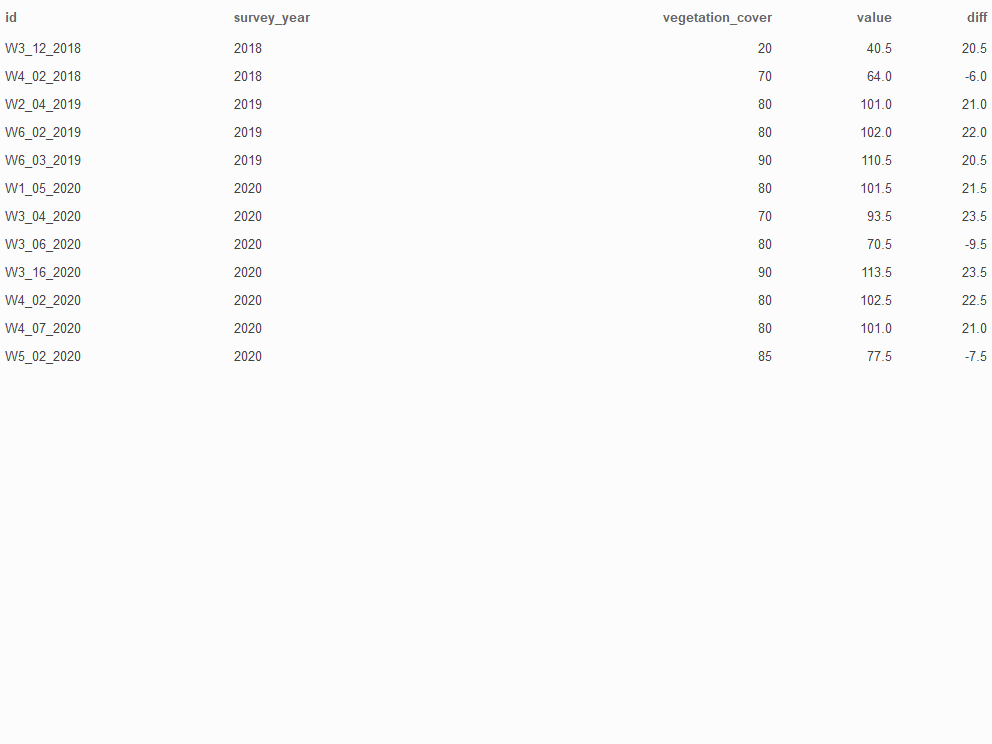 id survey_year vegetation_cover value diff
W3_12_2018 2018 20 40.5 20.5
W4_02_2018 2018 70 64.0 -6.0
W2_04_2019 2019 80 101.0 21.0
W6_02_2019 2019 80 102.0 22.0
W6_03_2019 2019 90 110.5 20.5
W1_05_2020 2020 80 101.5 21.5
W3_04_2020 2020 70 93.5 23.5
W3_06_2020 2020 80 70.5 -9.5
W3_16_2020 2020 90 113.5 23.5
W4_02_2020 2020 80 102.5 22.5
W4_07_2020 2020 80 101.0 21.0
W5_02_2020 2020 85 77.5 -7.5